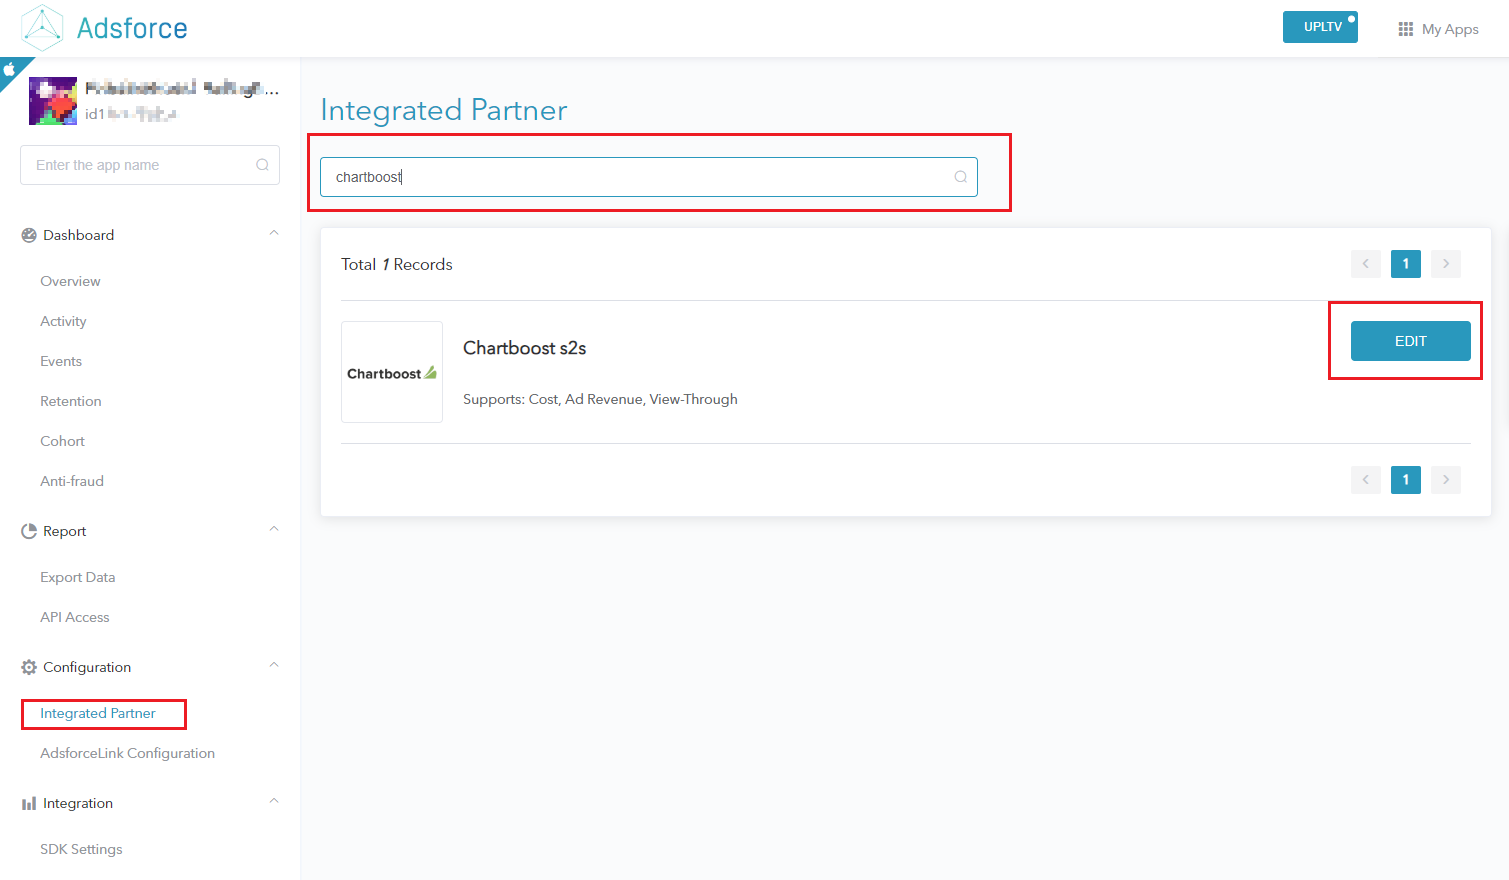 Adsforce
UPLTV
My Apps
id1
Enter the app name
Dashboard
Overview
Activity
Events
Retention
Cohort
Anti-fraud
Report
Export Data
API Access
Configuration
Integrated Partner
AdsforceLink Configuration
Integration
SDK Settings
Integrated Partner
chartboost
Total 1 Records
1
Chartboost
Chartboost s2s
EDIT
Supports: Cost, Ad Revenue, View-Through
1